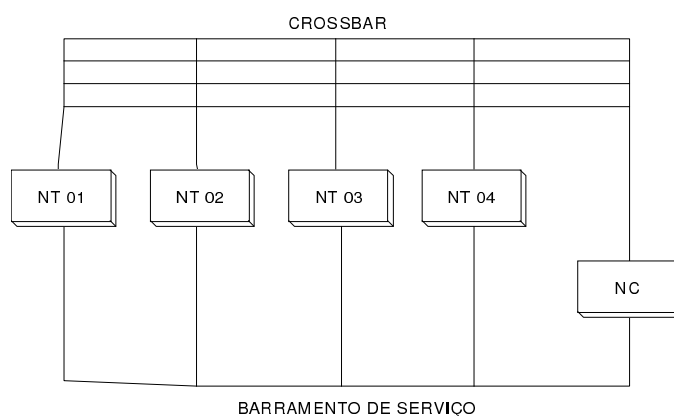 CROSSBAR
NT 01
NT 02
NT 03
NT 04
NC
BARRAMENTO DE SERVIÇO